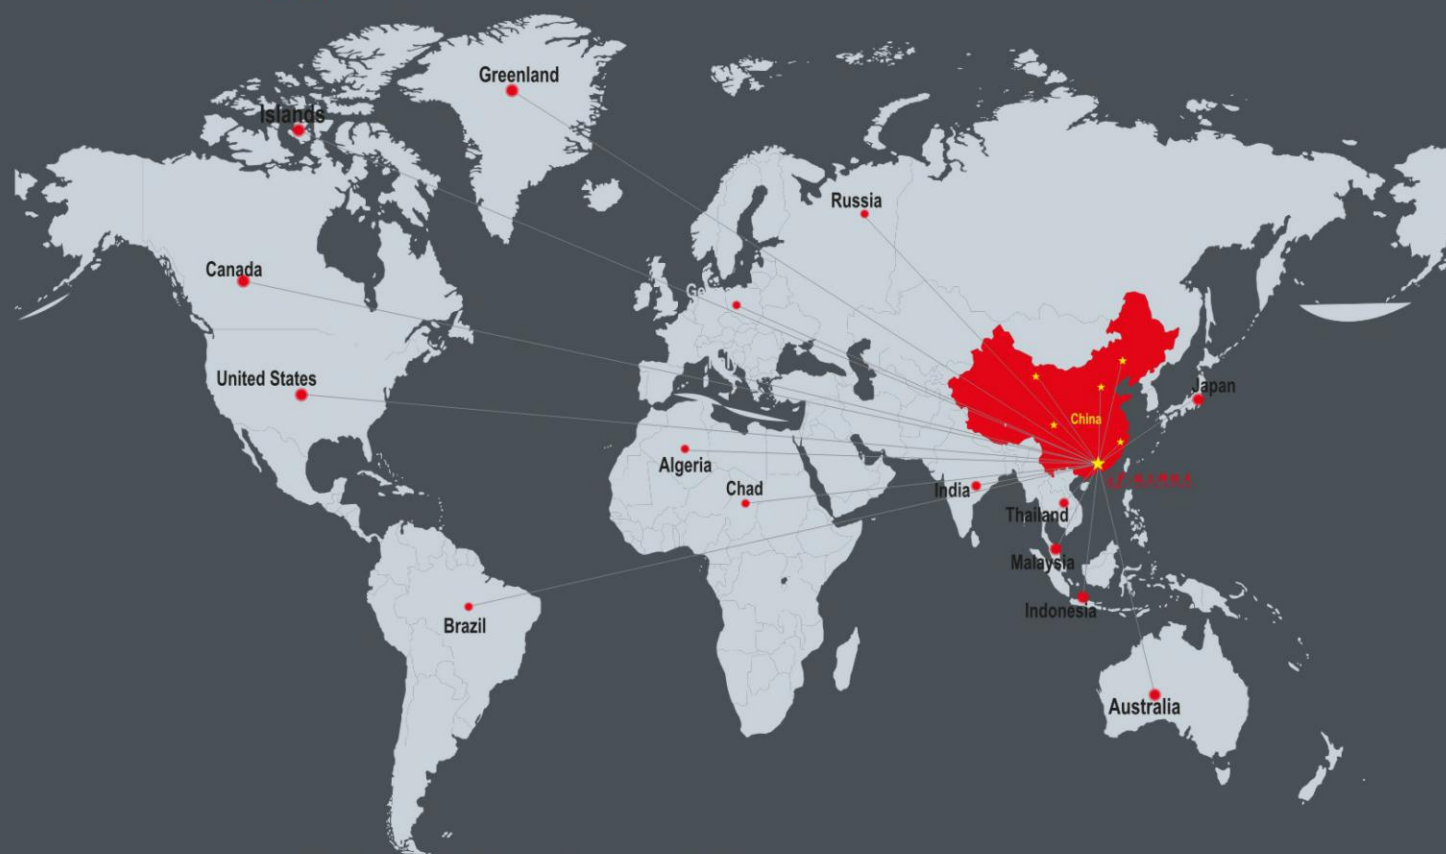 Greenland
Islands
Russia
Canada
United States
Japan
China
Algeria
Chad
India
Thailand
Malaysia
Indonesia
Brazil
Australia